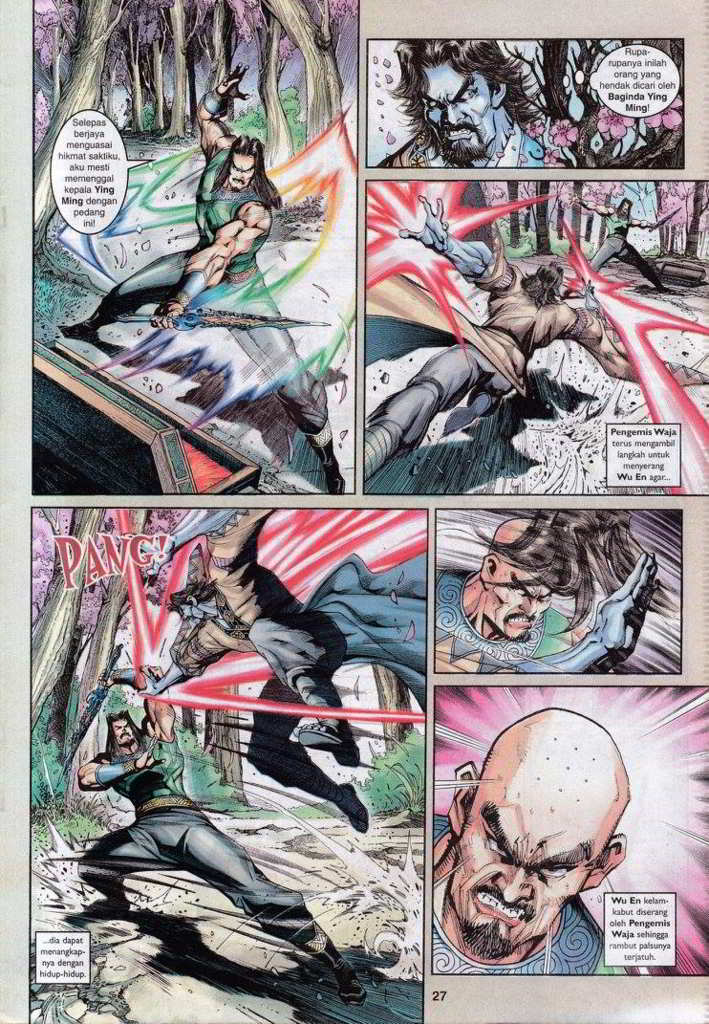 Selepas
berjaya
menguasai
hikmat saktiku,
aku mesti
memenggal
kepala Ying
Ming dengan
pedang
ini!
Rupa-
rupanya inilah
orang yang
hendak dicari oleh
Baginda Ying
Ming!
Pengemis Waja
terus mengambil
langkah untuk
menyerang
Wu En agar...
PANG!
...dia dapat
menangkap-
nya dengan
hidup-hidup.
Wu En kelam-
kabut diserang
oleh Pengemis
Waja sehingga
rambut palsunya
terjatuh.
27